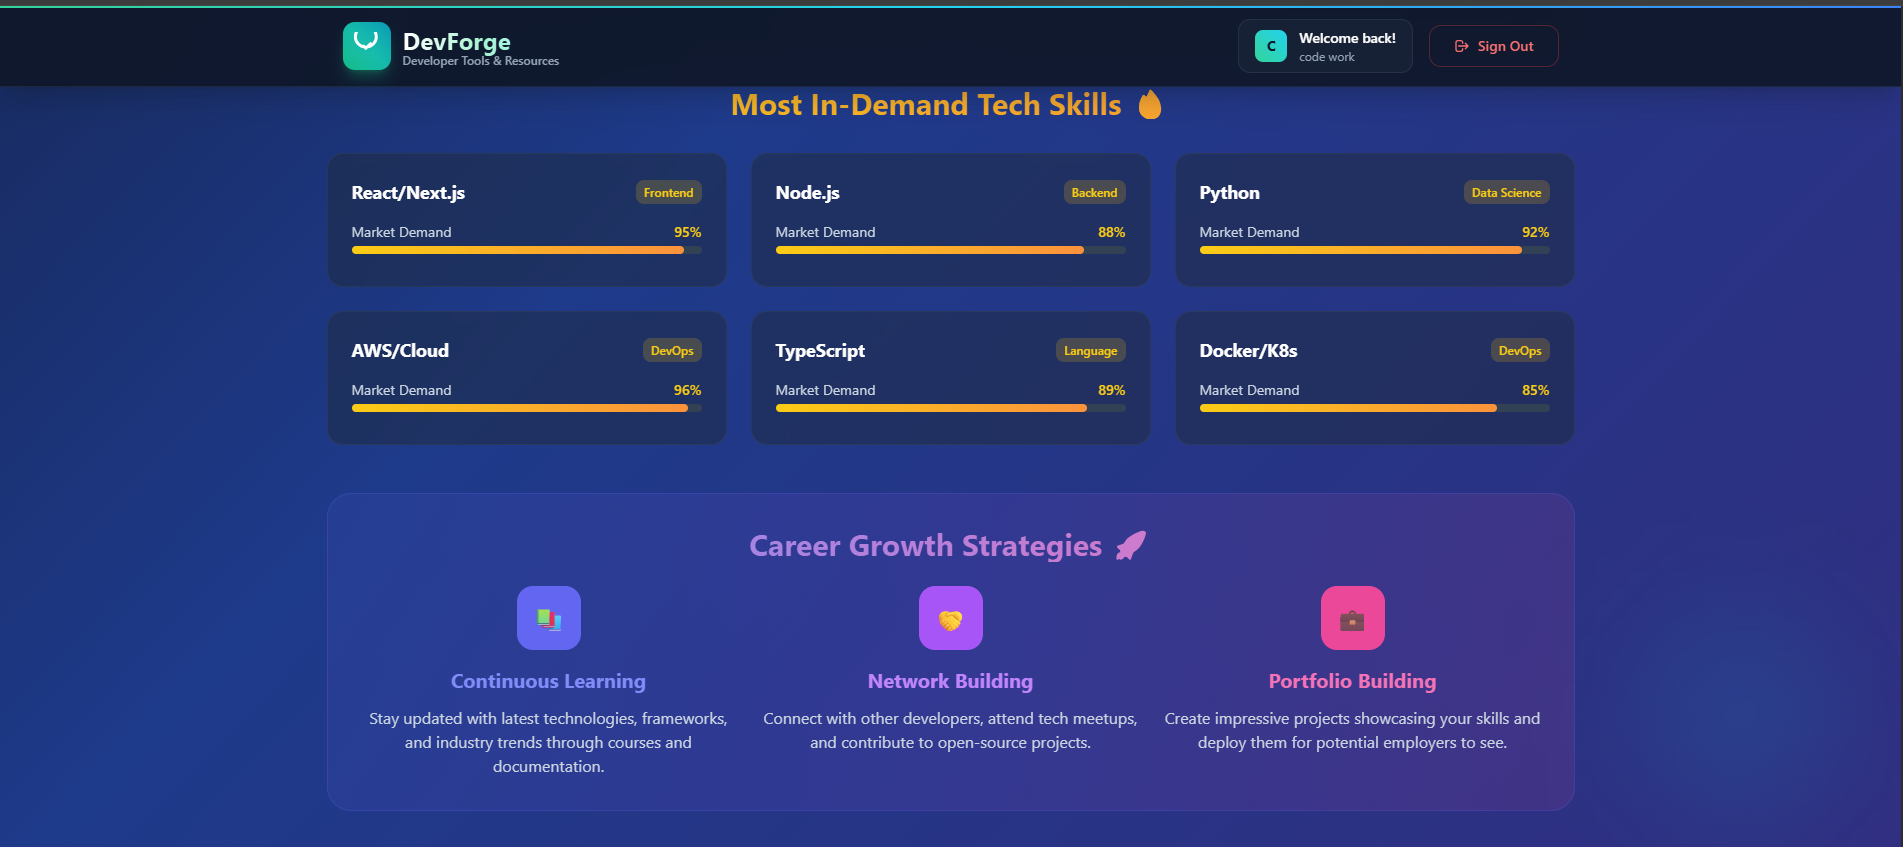 DevForge
Developer Tools & Resources
C
Welcome back!
code work
Sign Out
Most In-Demand Tech Skills
React/Next.js
Frontend
Market Demand
95%
Node.js
Backend
Market Demand
88%
Python
Data Science
Market Demand
92%
AWS/Cloud
DevOps
Market Demand
96%
TypeScript
Language
Market Demand
89%
Docker/K8s
DevOps
Market Demand
85%
Career Growth Strategies
Continuous Learning
Stay updated with latest technologies, frameworks,
and industry trends through courses and
documentation.
Network Building
Connect with other developers, attend tech meetups,
and contribute to open-source projects.
Portfolio Building
Create impressive projects showcasing your skills and
deploy them for potential employers to see.